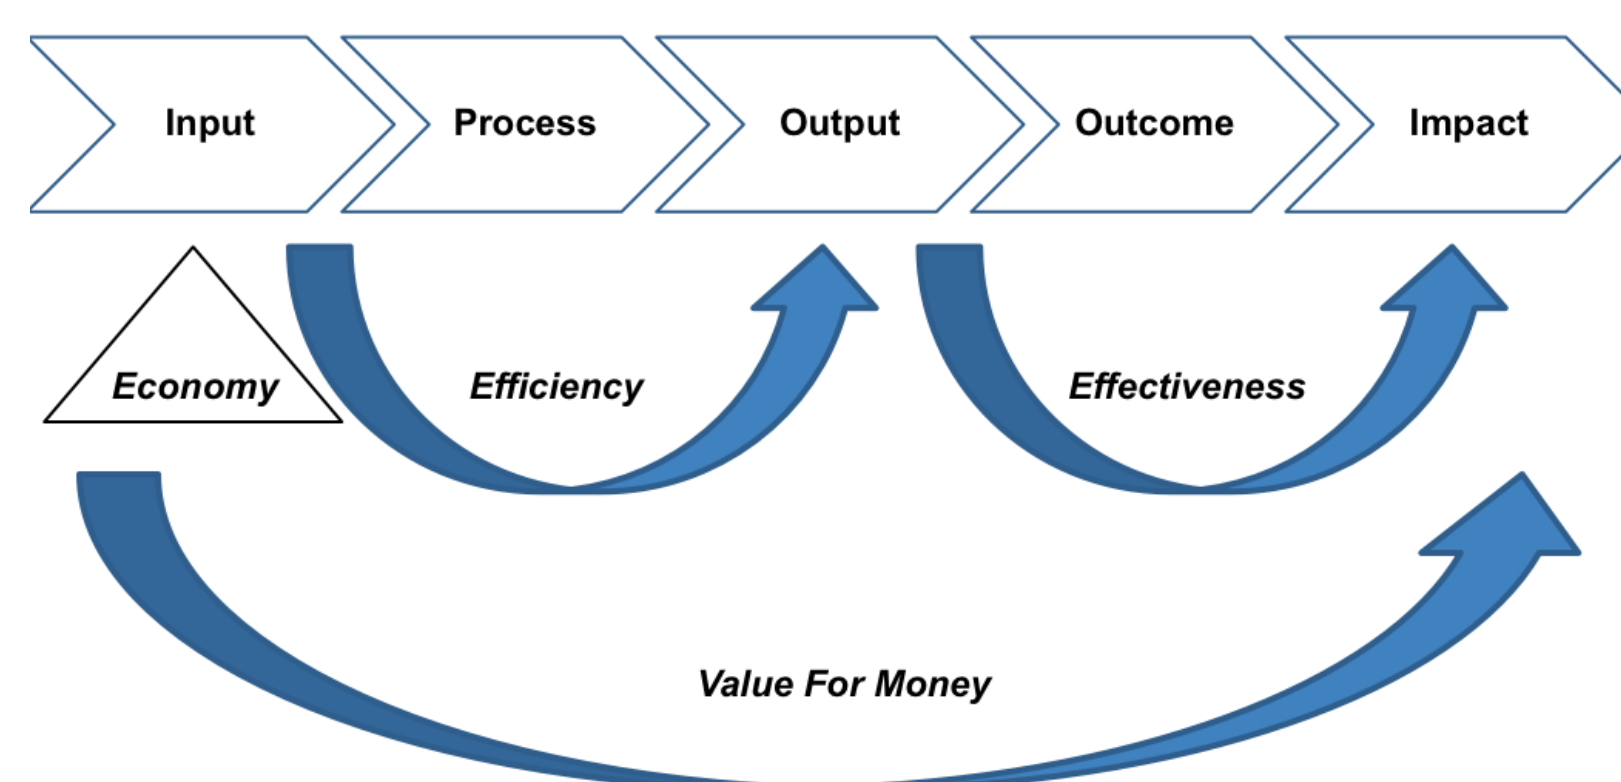 Input
Process
Output
Outcome
Impact
Economy
Efficiency
Effectiveness
Value For Money